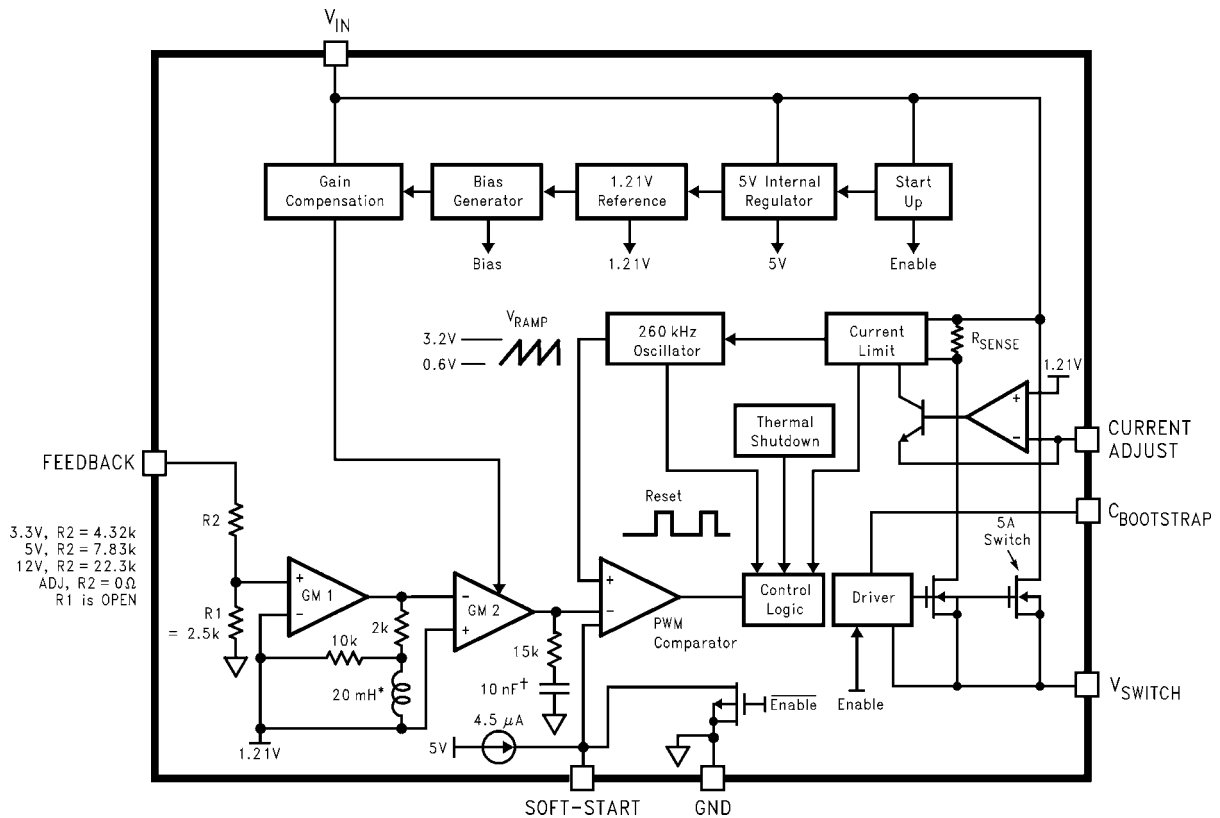 V_IN
Gain
Compensation
Bias
Generator
1.21V
Reference
5V Internal
Regulator
Start
Up
Bias
1.21V
5V
Enable
V_RAMP
3.2V
0.6V
260 kHz
Oscillator
Current
Limit
R_SENSE
1.21V
+
−
CURRENT
ADJUST
Thermal
Shutdown
FEEDBACK
Reset
C_BOOTSTRAP
5A
Switch
R2
3.3V, R2 = 4.32k
5V, R2 = 7.83k
12V, R2 = 22.3k
ADJ, R2 = 0Ω
R1 is OPEN
R1
= 2.5k
+
GM 1
−
2k
10k
20 mH*
1.21V
−
GM 2
+
15k
10 nF†
+
−
PWM
Comparator
Control
Logic
Driver
Enable
V_SWITCH
E̅n̅a̅b̅l̅e̅
4.5 μA
5V
SOFT-START
GND